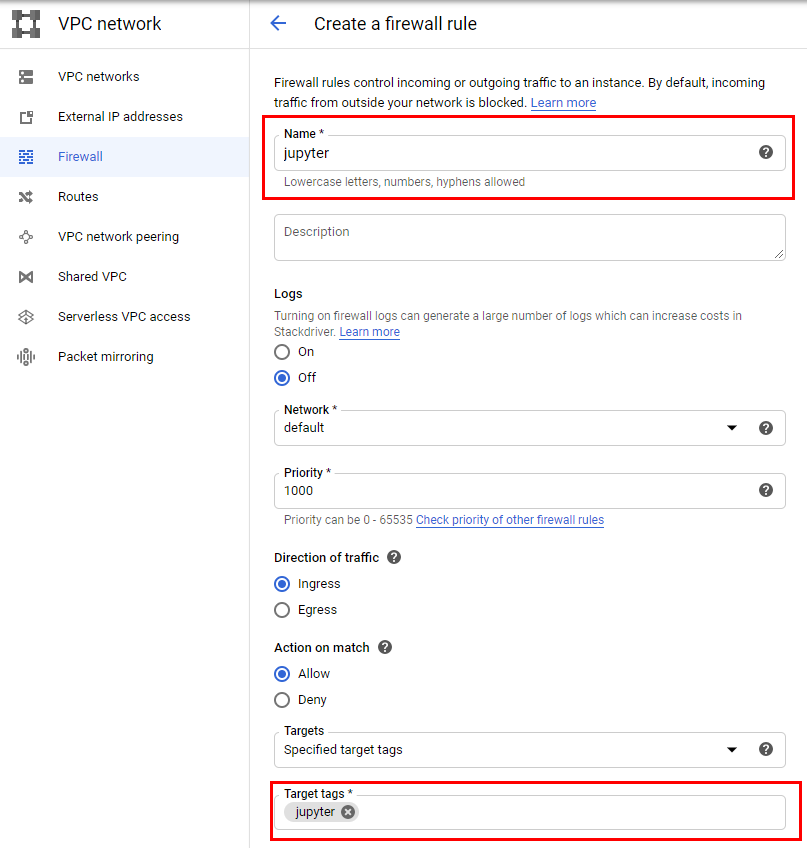 VPC network
VPC networks
External IP addresses
Firewall
Routes
VPC network peering
Shared VPC
Serverless VPC access
Packet mirroring
Create a firewall rule
Firewall rules control incoming or outgoing traffic to an instance. By default, incoming
traffic from outside your network is blocked. Learn more
Name *
jupyter
Lowercase letters, numbers, hyphens allowed
Description
Logs
Turning on firewall logs can generate a large number of logs which can increase costs in
Stackdriver. Learn more
On
Off
Network *
default
Priority *
1000
Priority can be 0 - 65535 Check priority of other firewall rules
Direction of traffic
Ingress
Egress
Action on match
Allow
Deny
Targets
Specified target tags
Target tags *
jupyter